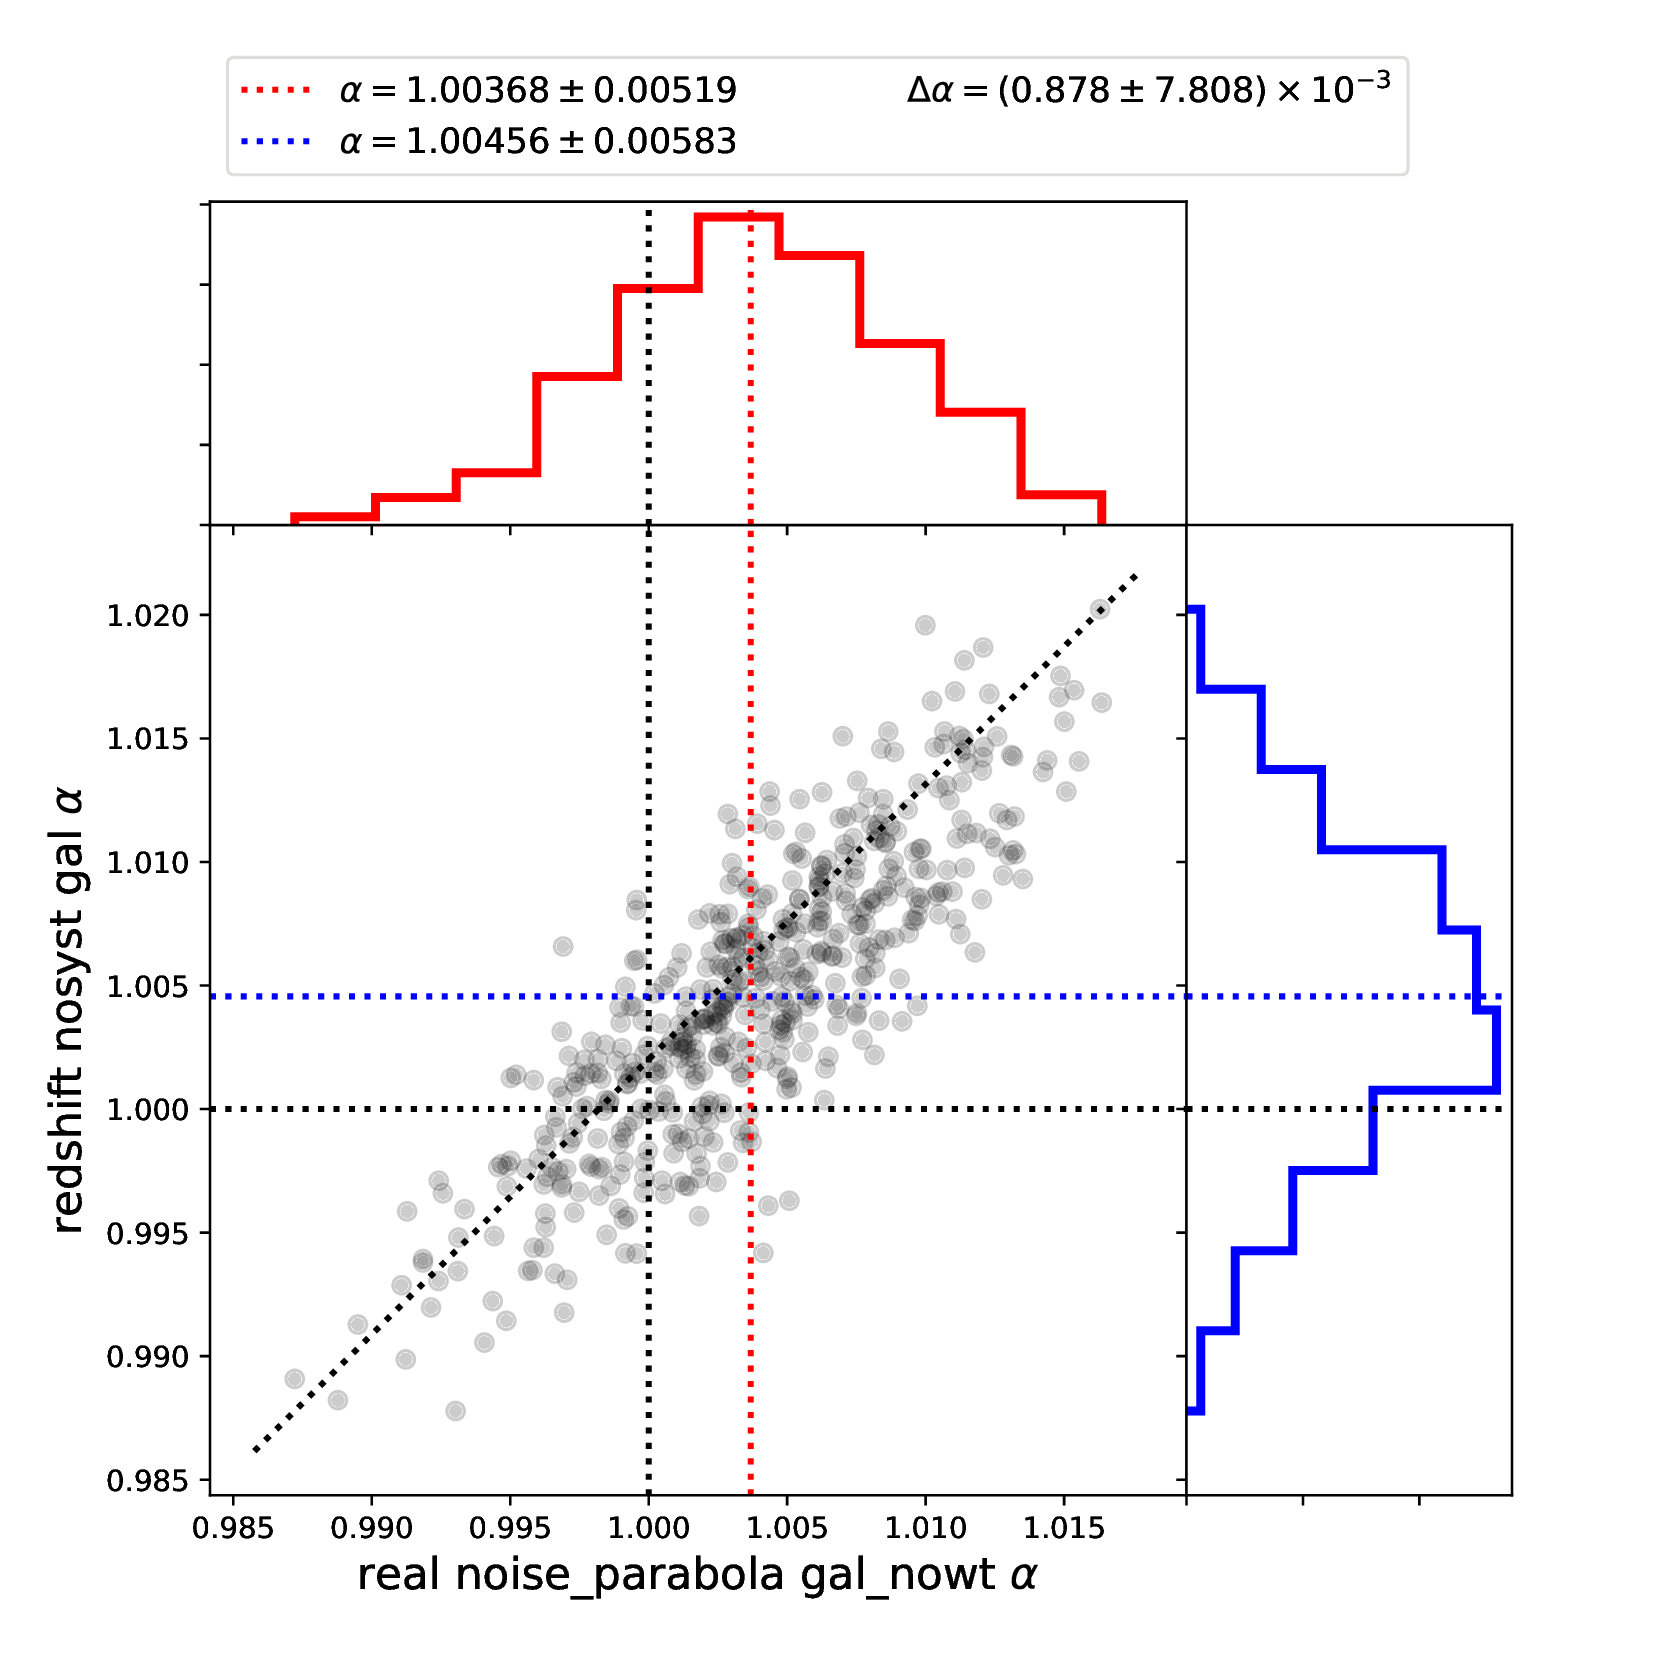 α = 1.00368 ± 0.00519
Δα = (0.878 ± 7.808) × 10⁻³
α = 1.00456 ± 0.00583
1.020
1.015
1.010
1.005
1.000
0.995
0.990
0.985
redshift nosyst gal α
0.985 0.990 0.995 1.000 1.005 1.010 1.015
real noise_parabola gal_nowt α